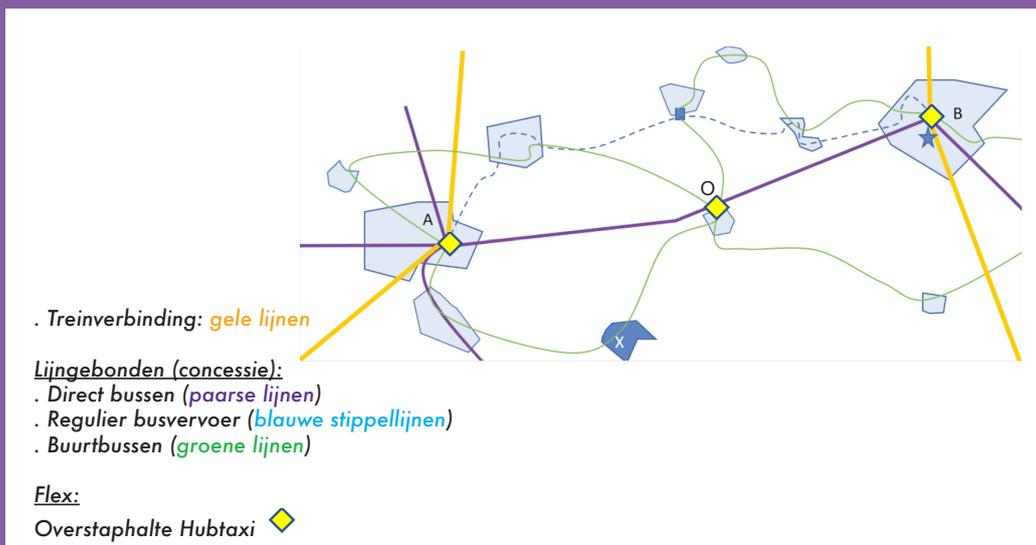 A
B
O
X
. Treinverbinding: gele lijnen
Lijngebonden (concessie):
. Direct bussen (paarse lijnen)
. Regulier busvervoer (blauwe stippellijnen)
. Buurtbussen (groene lijnen)
Flex:
Overstaphalte Hubtaxi